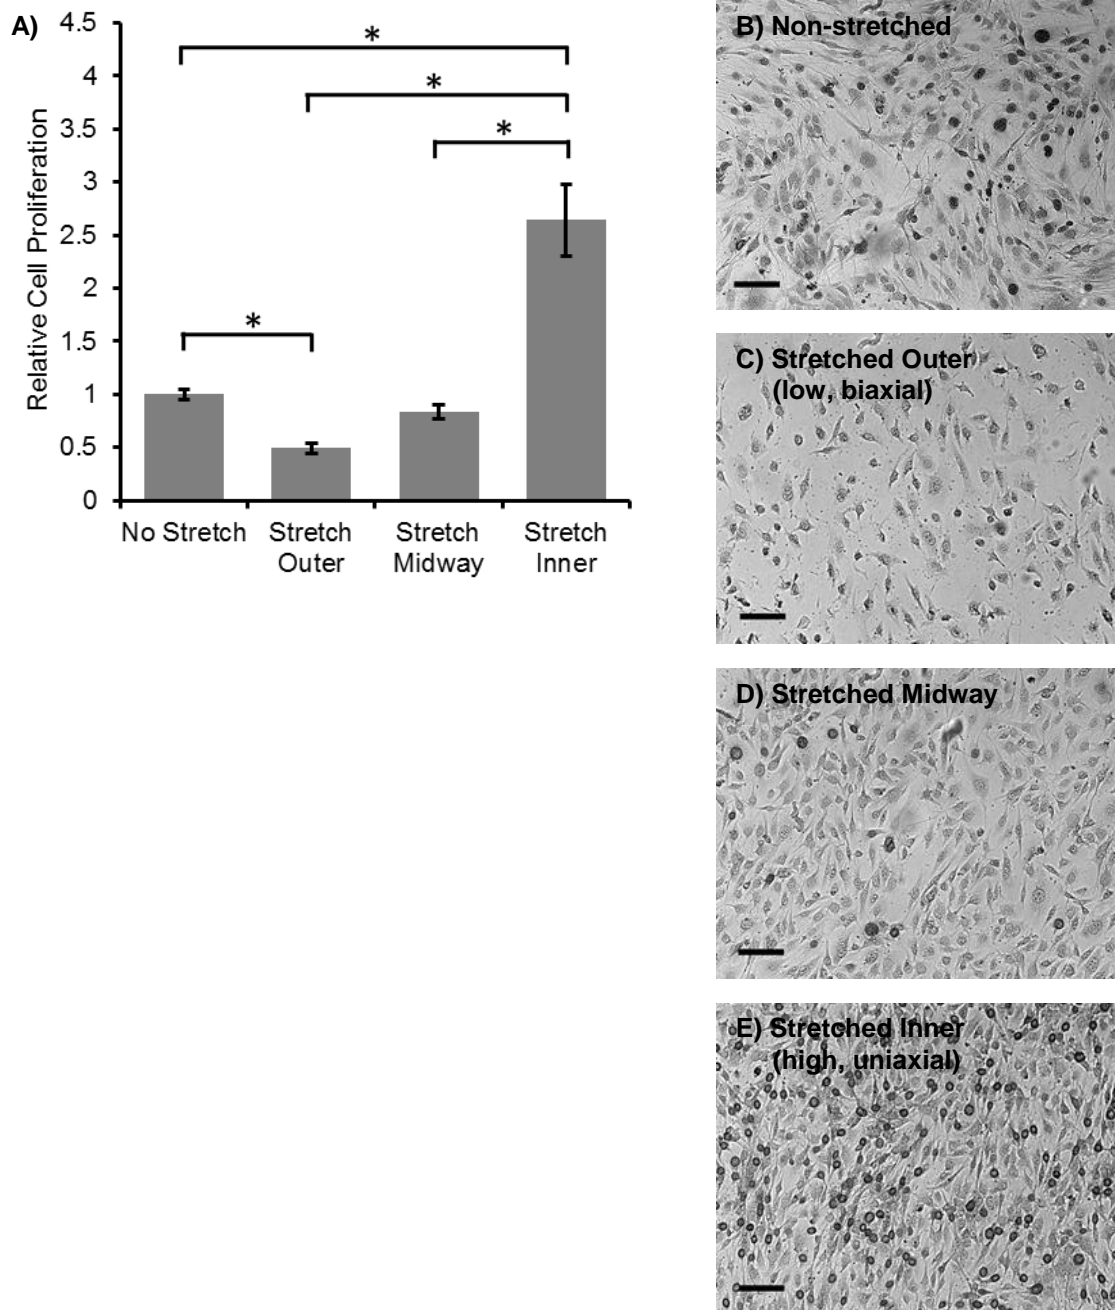 A)
4.5
4
3.5
3
2.5
2
1.5
1
0.5
0
Relative Cell Proliferation
*
*
*
*
No Stretch
Stretch
Outer
Stretch
Midway
Stretch
Inner
B) Non-stretched
C) Stretched Outer
(low, biaxial)
D) Stretched Midway
E) Stretched Inner
(high, uniaxial)